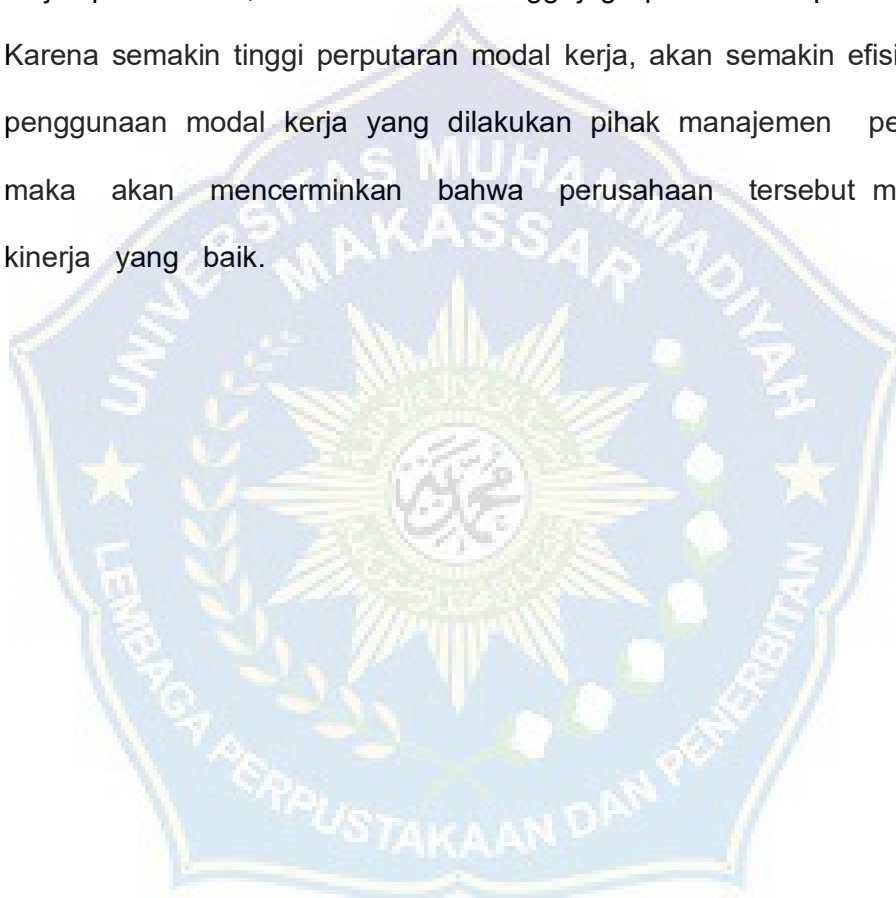 Karena semakin tinggi perputaran modal kerja, akan semakin efisi
penggunaan modal kerja yang dilakukan pihak manajemen pe
maka akan mencerminkan bahwa perusahaan tersebut m
kinerja yang baik.
UNIVERSITAS MUHAMMADIYAH
MAKASSAR
محمدية
LEMBAGA PERPUSTAKAAN DAN PENERBITAN